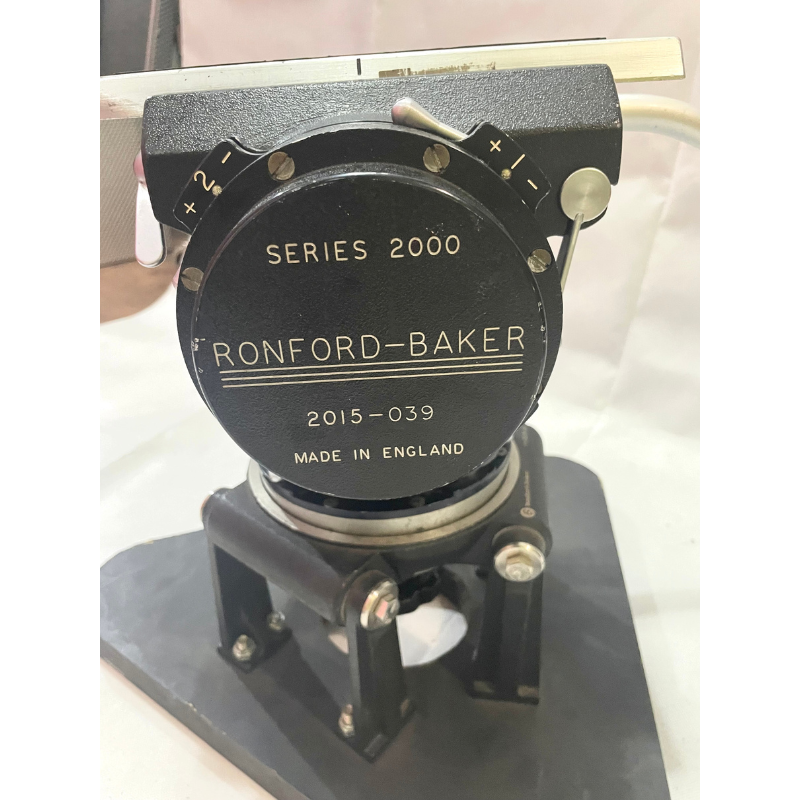 + 2 -
+ 1 -
SERIES 2000
RONFORD-BAKER
2015-039
MADE IN ENGLAND